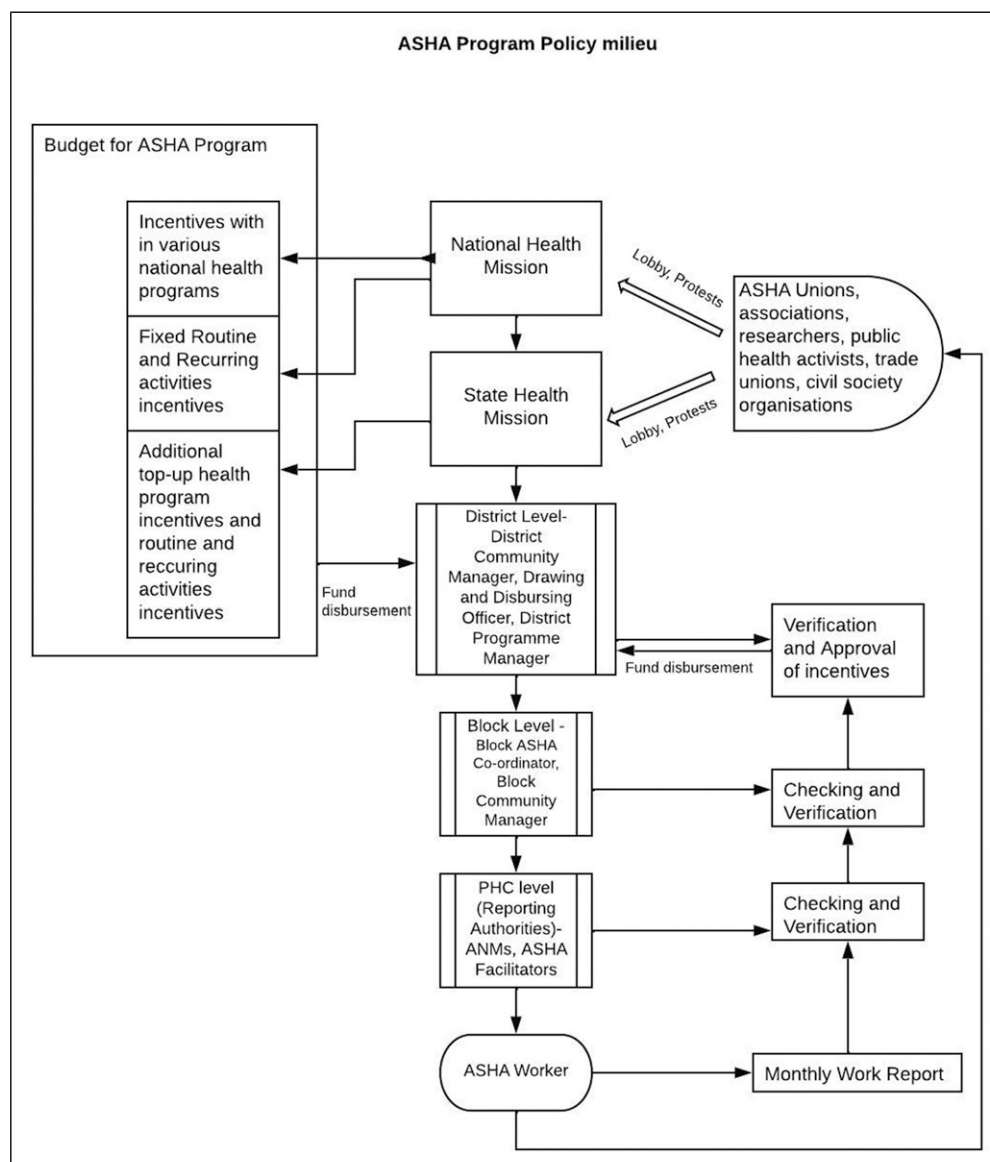 ASHA Program Policy milieu
Budget for ASHA Program
Incentives with
in various
national health
programs
Fixed Routine
and Recurring
activities
incentives
Additional
top-up health
program
incentives and
routine and
reccuring
activities
incentives
National Health
Mission
State Health
Mission
Lobby, Protests
Lobby, Protests
ASHA Unions,
associations,
researchers, public
health activists, trade
unions, civil society
organisations
Fund
disbursement
District Level-
District
Community
Manager, Drawing
and Disbursing
Officer, District
Programme
Manager
Fund disbursement
Verification
and Approval
of incentives
Block Level -
Block ASHA
Co-ordinator,
Block
Community
Manager
Checking and
Verification
PHC level
(Reporting
Authorities)-
ANMs, ASHA
Facilitators
Checking and
Verification
ASHA Worker
Monthly Work Report